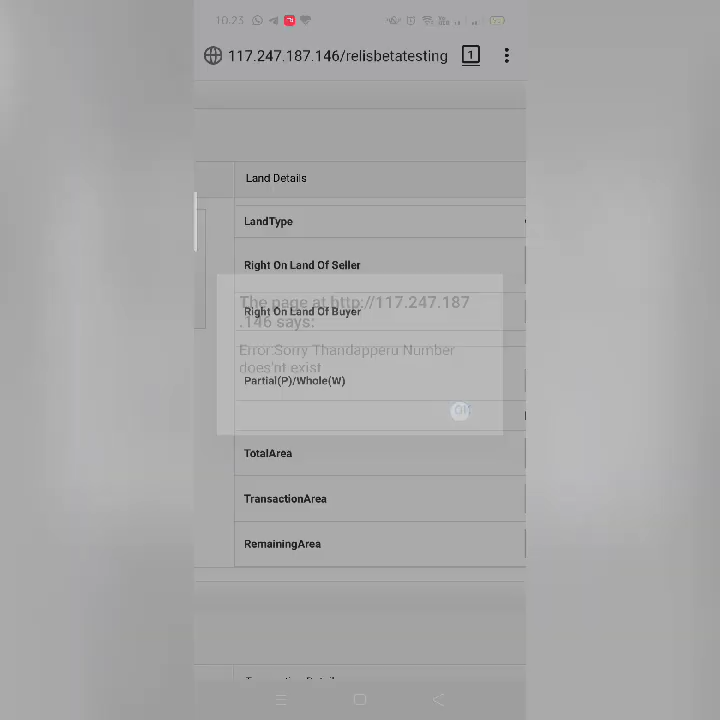 10.23
117.247.187.146/relisbetatesting
1
Land Details
LandType
Right On Land Of Seller
The page at http://117.247.187
Right On Land Of Buyer
.146 says:
Error:Sorry Thandapperu Number
does'nt exist
Partial(P)/Whole(W)
OK
TotalArea
TransactionArea
RemainingArea